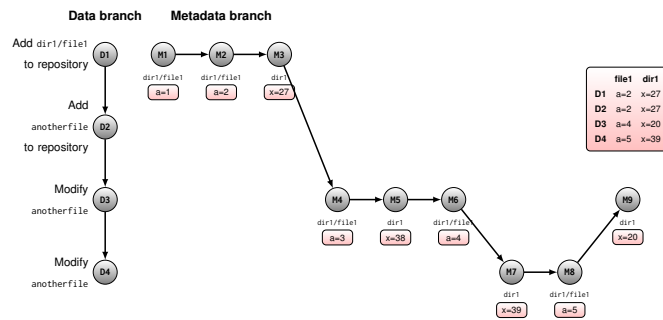 Data branch
Metadata branch
Add dir1/file1
to repository
D1
M1
M2
M3
dir1/file1
a=1
dir1/file1
a=2
dir1
x=27
file1 dir1
D1 a=2 x=27
D2 a=2 x=27
D3 a=4 x=20
D4 a=5 x=39
Add
anotherfile
to repository
D2
Modify
anotherfile
D3
M4
M5
M6
M9
dir1/file1
a=3
dir1
x=38
dir1/file1
a=4
dir1
x=20
Modify
anotherfile
D4
M7
M8
dir1
x=39
dir1/file1
a=5